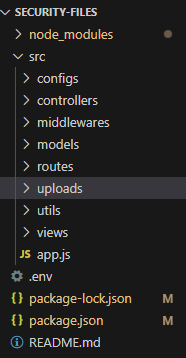 SECURITY-FILES
node_modules
src
configs
controllers
middlewares
models
routes
uploads
utils
views
JS app.js
.env
{} package-lock.json M
{} package.json M
README.md